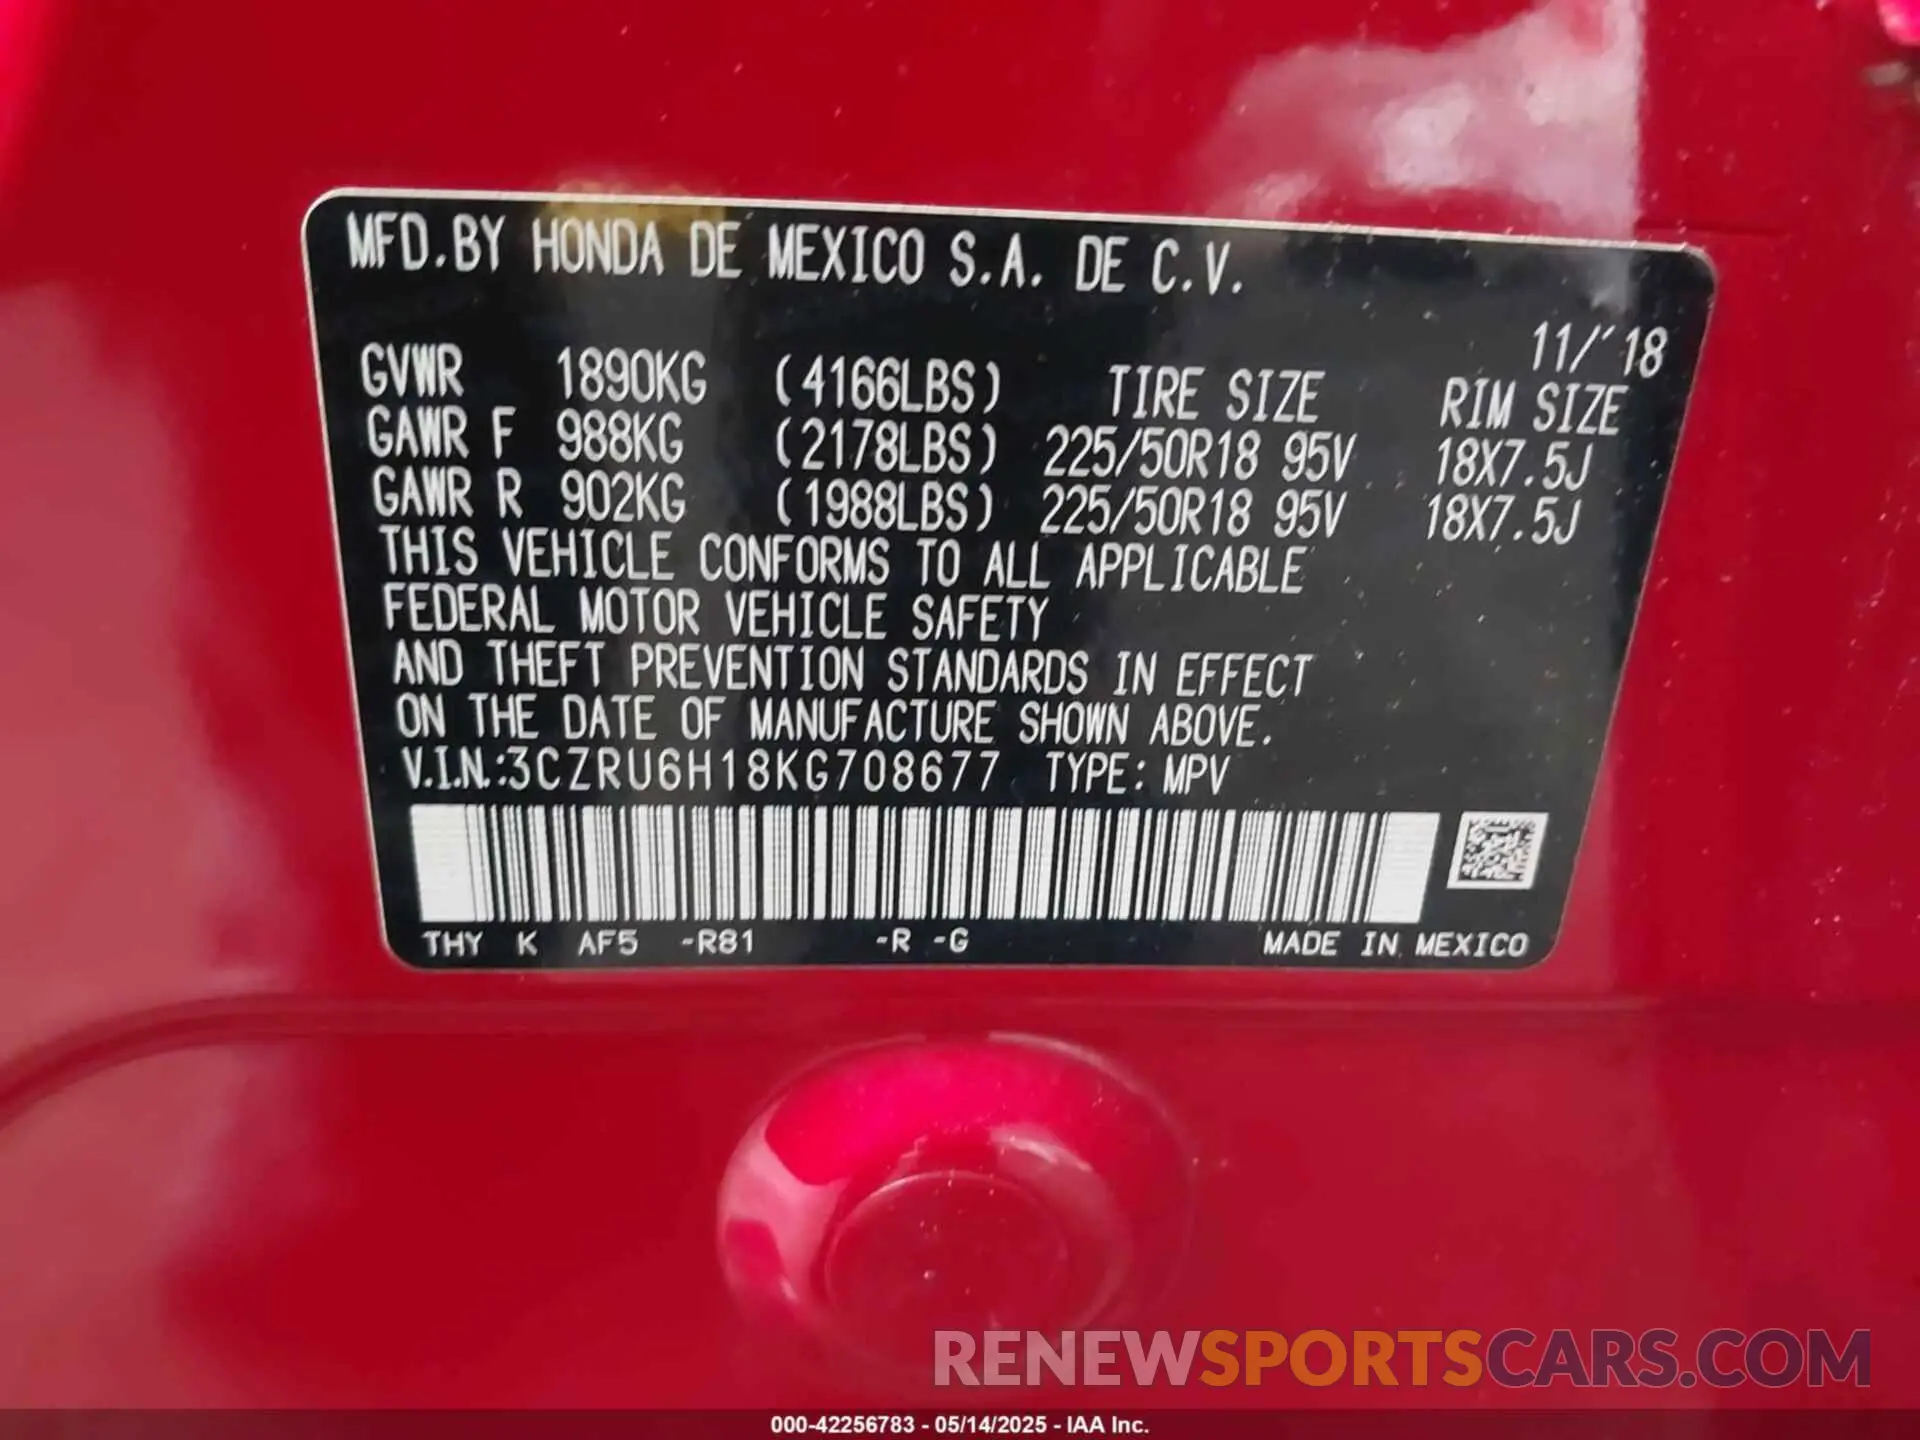 MFD.BY HONDA DE MEXICO S.A. DE C.V.
11/'18
GVWR 1890KG (4166LBS) TIRE SIZE RIM SIZE
GAWR F 988KG (2178LBS) 225/50R18 95V 18X7.5J
GAWR R 902KG (1988LBS) 225/50R18 95V 18X7.5J
THIS VEHICLE CONFORMS TO ALL APPLICABLE
FEDERAL MOTOR VEHICLE SAFETY
AND THEFT PREVENTION STANDARDS IN EFFECT
ON THE DATE OF MANUFACTURE SHOWN ABOVE.
V.I.N.:3CZRU6H18KG708677 TYPE: MPV
THY K AF5 -R81 -R -G MADE IN MEXICO
RENEWSPORTSCARS.COM
000-42256783 - 05/14/2025 - IAA Inc.